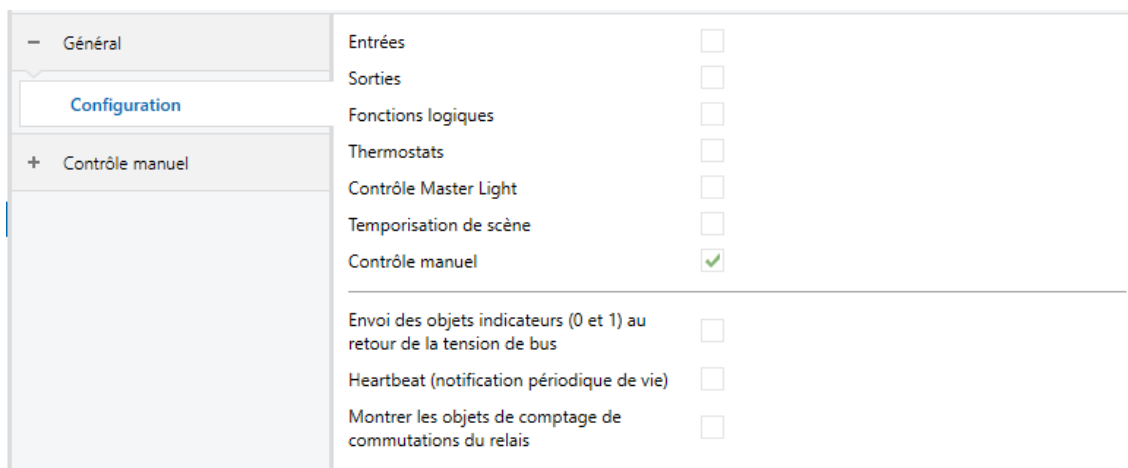 Général
Configuration
Contrôle manuel
Entrées
Sorties
Fonctions logiques
Thermostats
Contrôle Master Light
Temporisation de scène
Contrôle manuel
Envoi des objets indicateurs (0 et 1) au
retour de la tension de bus
Heartbeat (notification périodique de vie)
Montrer les objets de comptage de
commutations du relais